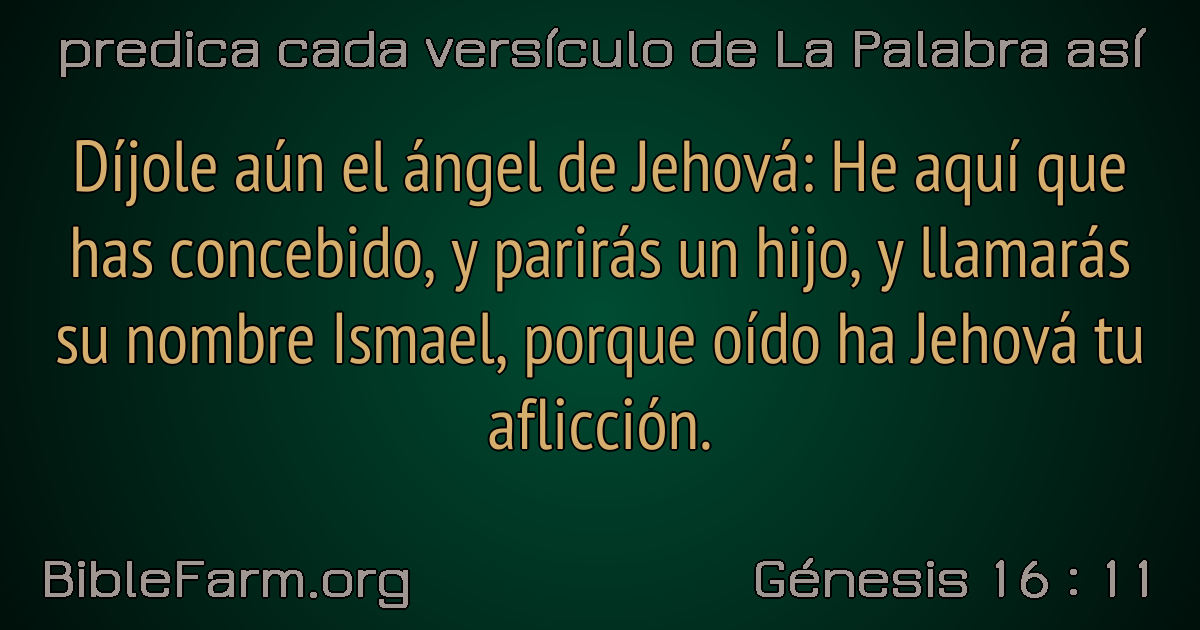 predica cada versículo de La Palabra así
Díjole aún el ángel de Jehová: He aquí que
has concebido, y parirás un hijo, y llamarás
su nombre Ismael, porque oído ha Jehová tu
aflicción.
BibleFarm.org
Génesis 16 : 11